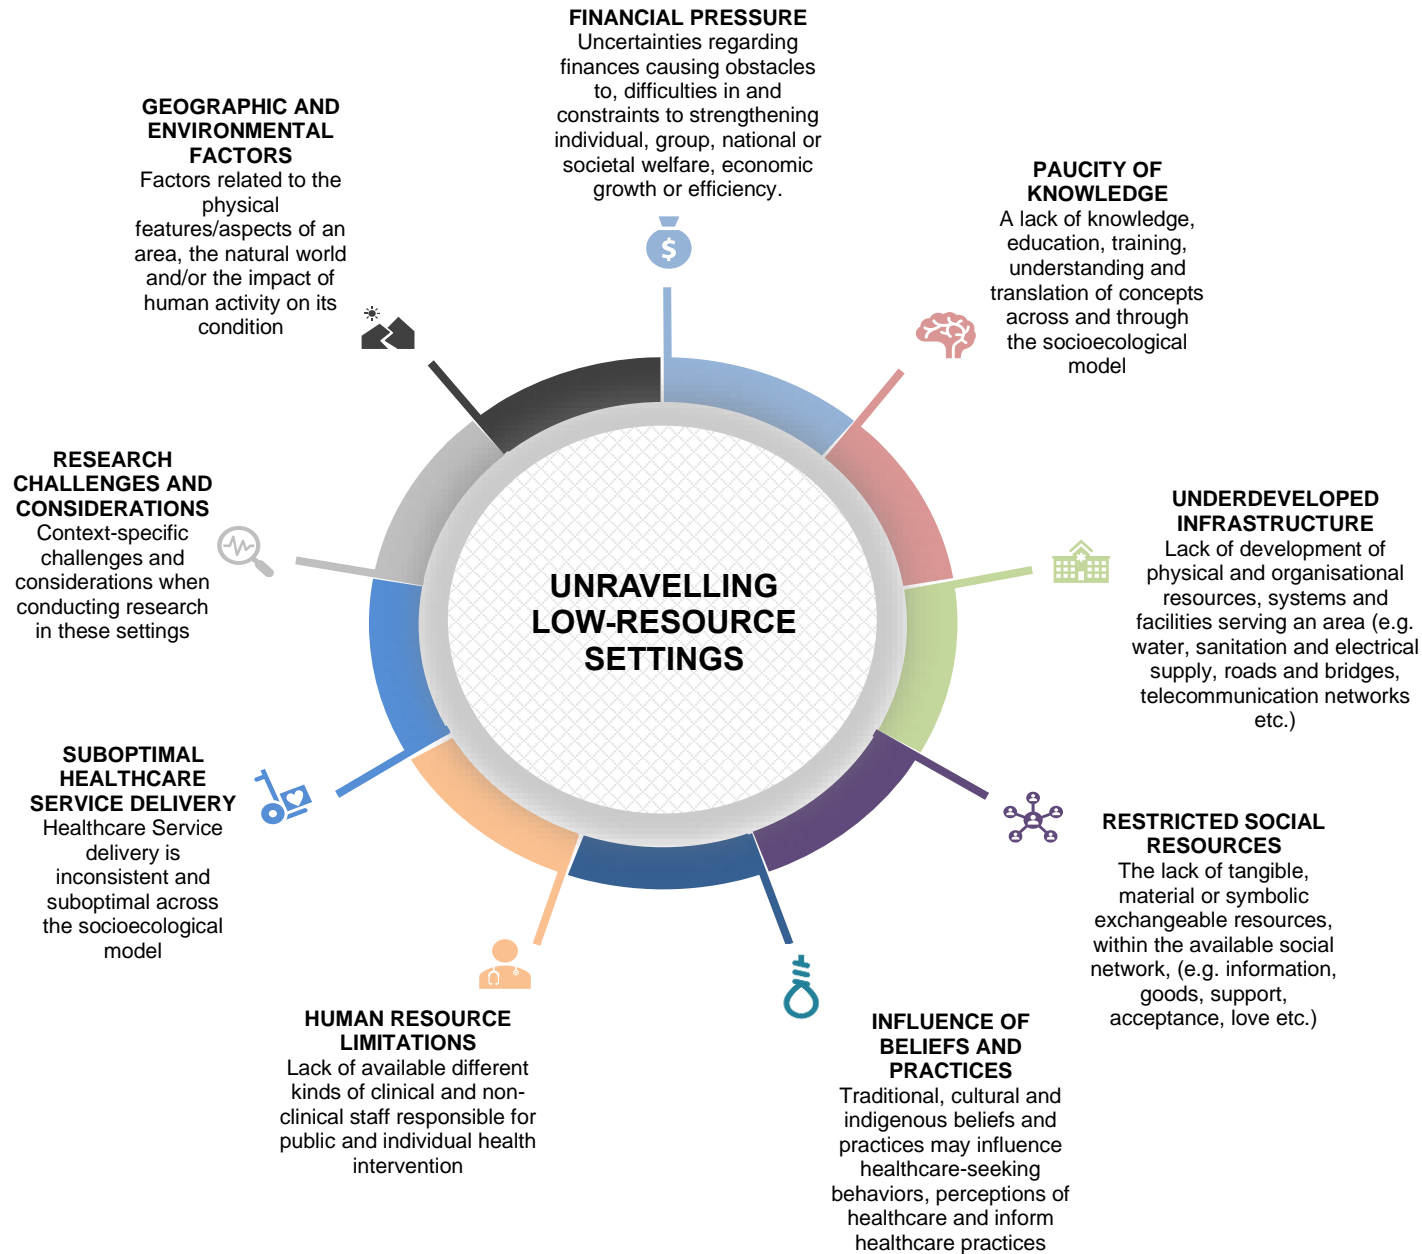 FINANCIAL PRESSURE
Uncertainties regarding
finances causing obstacles
to, difficulties in and
constraints to strengthening
individual, group, national or
societal welfare, economic
growth or efficiency.
$
PAUCITY OF
KNOWLEDGE
A lack of knowledge,
education, training,
understanding and
translation of concepts
across and through
the socioecological
model
UNDERDEVELOPED
INFRASTRUCTURE
Lack of development of
physical and organisational
resources, systems and
facilities serving an area (e.g.
water, sanitation and electrical
supply, roads and bridges,
telecommunication networks
etc.)
RESTRICTED SOCIAL
RESOURCES
The lack of tangible,
material or symbolic
exchangeable resources,
within the available social
network, (e.g. information,
goods, support,
acceptance, love etc.)
INFLUENCE OF
BELIEFS AND
PRACTICES
Traditional, cultural and
indigenous beliefs and
practices may influence
healthcare-seeking
behaviors, perceptions of
healthcare and inform
healthcare practices
HUMAN RESOURCE
LIMITATIONS
Lack of available different
kinds of clinical and non-
clinical staff responsible for
public and individual health
intervention
SUBOPTIMAL
HEALTHCARE
SERVICE DELIVERY
Healthcare Service
delivery is
inconsistent and
suboptimal across
the socioecological
model
RESEARCH
CHALLENGES AND
CONSIDERATIONS
Context-specific
challenges and
considerations when
conducting research
in these settings
GEOGRAPHIC AND
ENVIRONMENTAL
FACTORS
Factors related to the
physical
features/aspects of an
area, the natural world
and/or the impact of
human activity on its
condition
UNRAVELLING
LOW-RESOURCE
SETTINGS